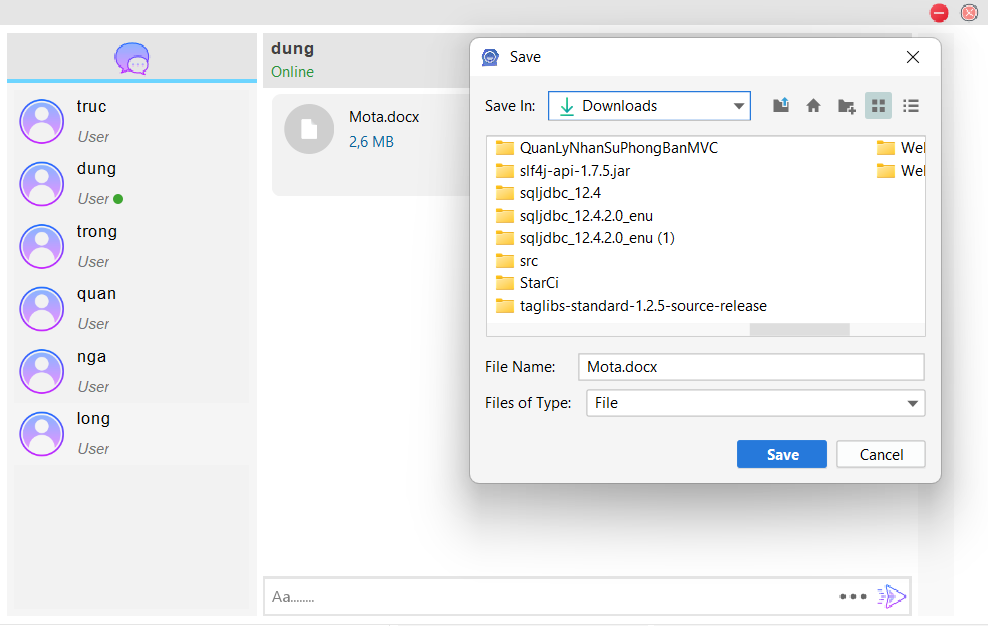 truc
User
dung
User
trong
User
quan
User
nga
User
long
User
dung
Online
Mota.docx
2,6 MB
Aa........
Save
Save In:
Downloads
QuanLyNhanSuPhongBanMVC
slf4j-api-1.7.5.jar
sqljdbc_12.4
sqljdbc_12.4.2.0_enu
sqljdbc_12.4.2.0_enu (1)
src
StarCi
taglibs-standard-1.2.5-source-release
File Name:
Mota.docx
Files of Type:
File
Save
Cancel